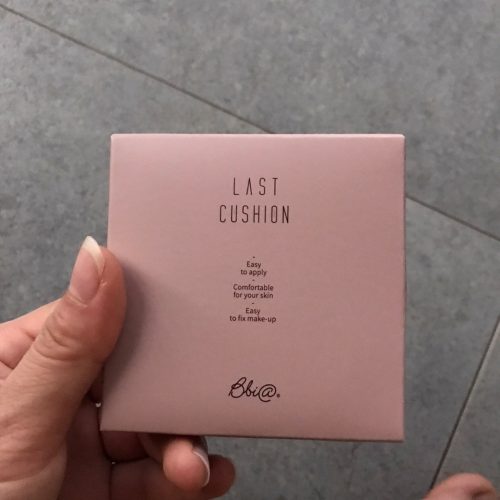 LAST
CUSHION
-
Easy
to apply
-
Comfortable
for your skin
-
Easy
to fix make-up
Bbi@®